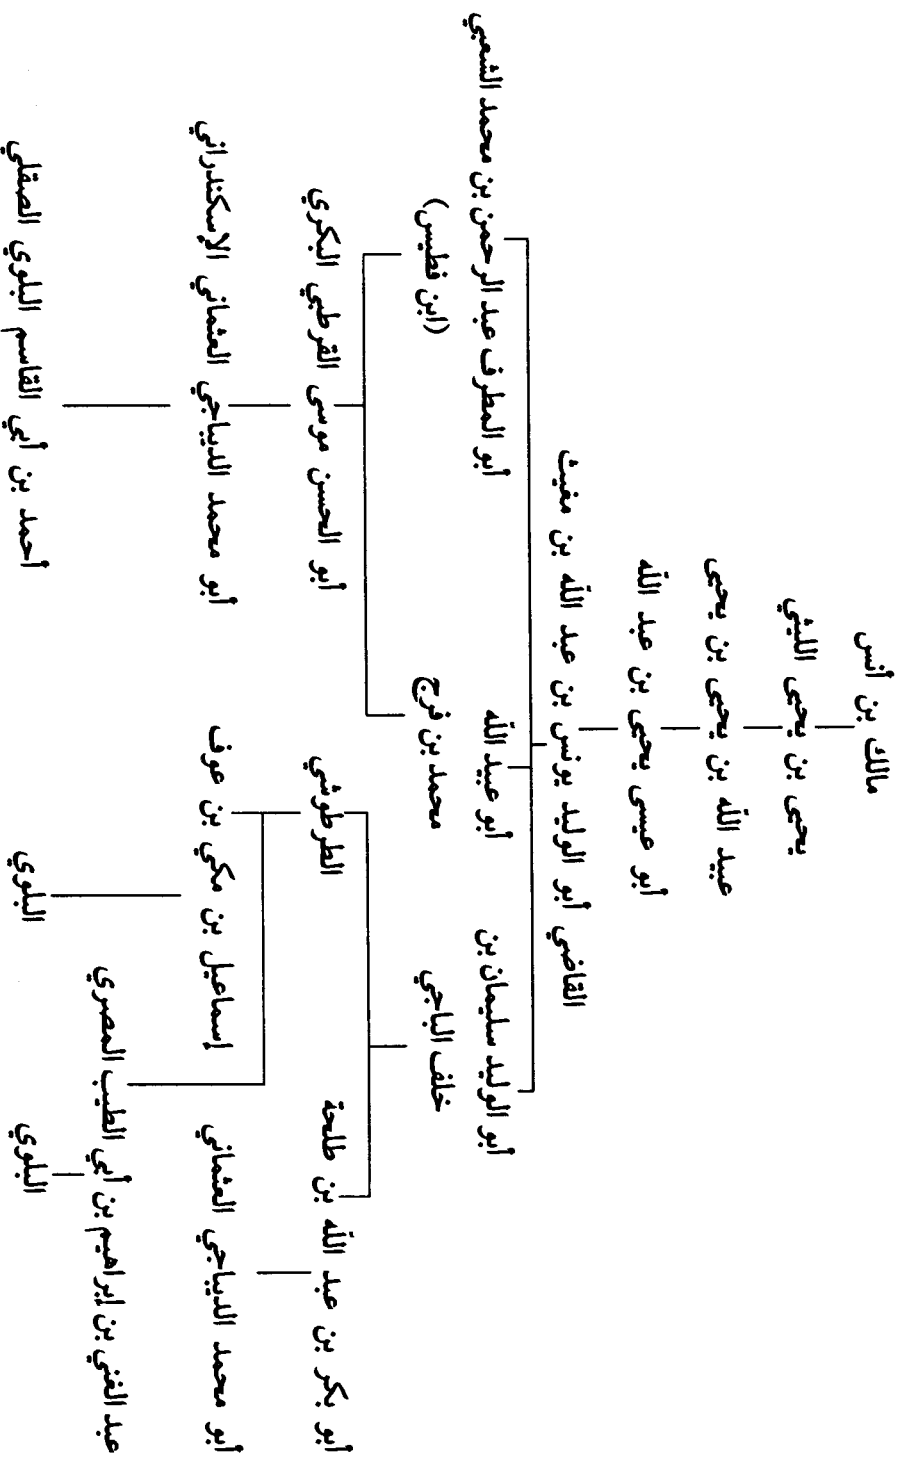 مالك بن أنس
يحيى بن يحيى الليثي
عبيد الله بن يحيى بن يحيى
أبو عيسى يحيى بن عبد الله
القاضي أبو الوليد يونس بن عبد الله بن مغيث
أبو الوليد سليمان بن
خلف الباجي
أبو عبيد الله
محمد بن فرج
أبو المطرف عبد الرحمن بن محمد الشعبي
(ابن فطيس)
أبو بكر بن عبد الله بن طلحة
الطرطوشي
أبو الحسن موسى القرطبي البكري
أبو محمد الديباجي العثماني
إسماعيل بن مكي بن عوف
أبو محمد الديباجي العثماني الإسكندراني
عبد الغني بن إبراهيم بن أبي الطيب المصري
البلوي
البلوي
أحمد بن أبي القاسم البلوي الصقلي